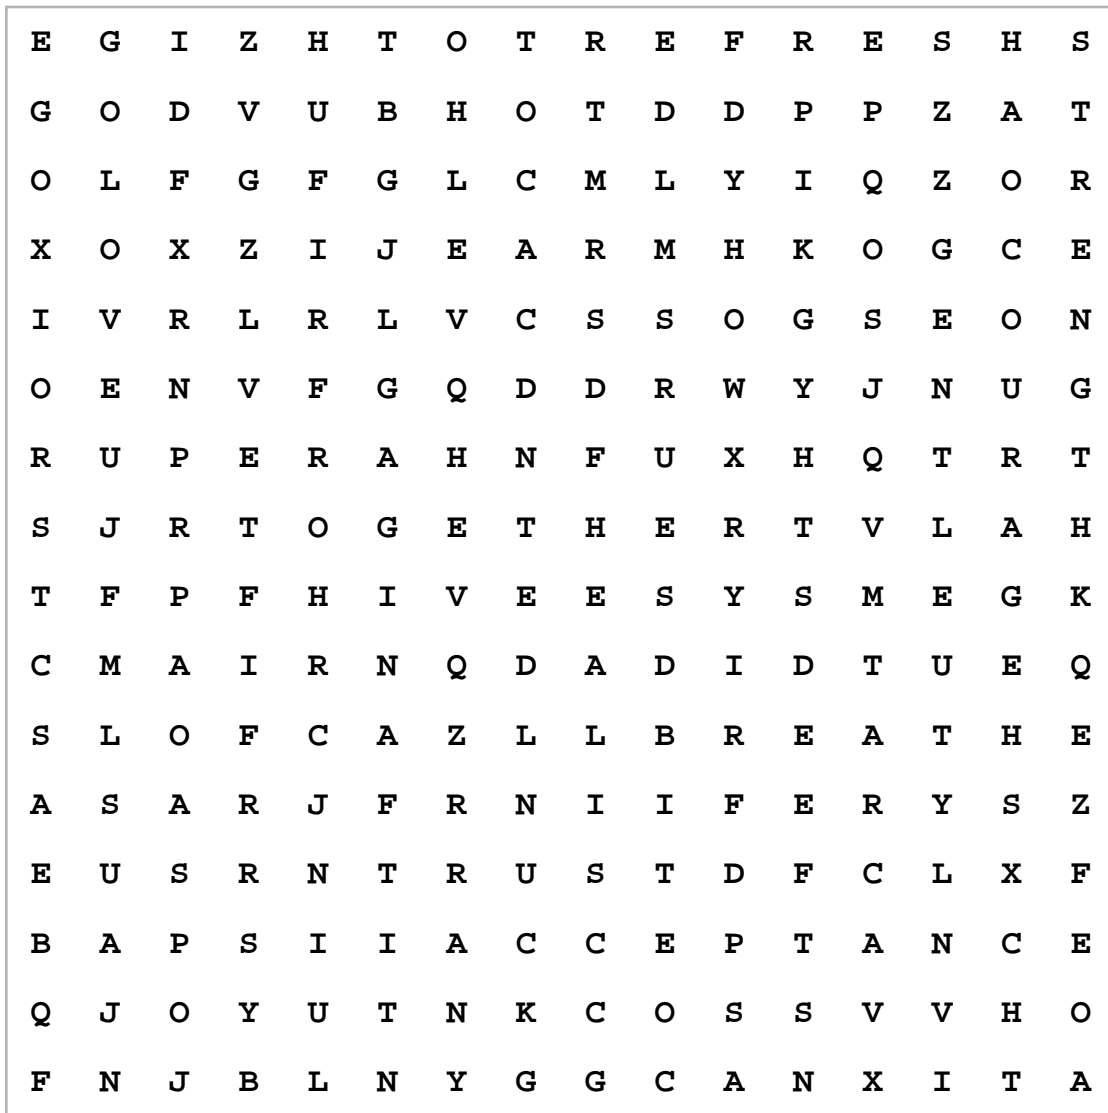 E G I Z H T O T R E F R E S H S
G O D V U B H O T D D P P Z A T
O L F G F G L C M L Y I Q Z O R
X O X Z I J E A R M H K O G C E
I V R L R L V C S S O G S E O N
O E N V F G Q D D R W Y J N U G
R U P E R A H N F U X H Q T R T
S J R T O G E T H E R T V L A H
T F P F H I V E E S Y S M E G K
C M A I R N Q D A D I D T U E Q
S L O F C A Z L L B R E A T H E
A S A R J F R N I I F E R Y S Z
E U S R N T R U S T D F C L X F
B A P S I I A C C E P T A N C E
Q J O Y U T N K C O S S V V H O
F N J B L N Y G G C A N X I T A